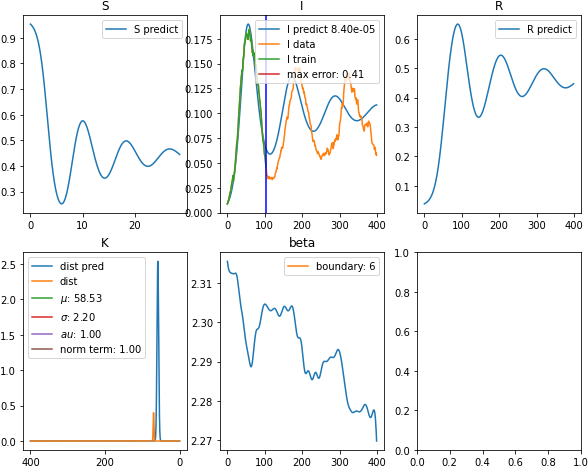 S
I
R
S predict
I predict 8.40e-05
I data
I train
max error: 0.41
R predict
0.9
0.8
0.7
0.6
0.5
0.4
0.3
0 10 20
0.175
0.150
0.125
0.100
0.075
0.050
0.025
0.000
0 100 200 300 400
0.6
0.5
0.4
0.3
0.2
0.1
0 100 200 300 400
K
beta
dist pred
dist
μ: 58.53
σ: 2.20
au: 1.00
norm term: 1.00
boundary: 6
2.5
2.0
1.5
1.0
0.5
0.0
400 200 0
2.31
2.30
2.29
2.28
2.27
0 100 200 300 400
1.0
0.8
0.6
0.4
0.2
0.0
0.0 0.2 0.4 0.6 0.8 1.0